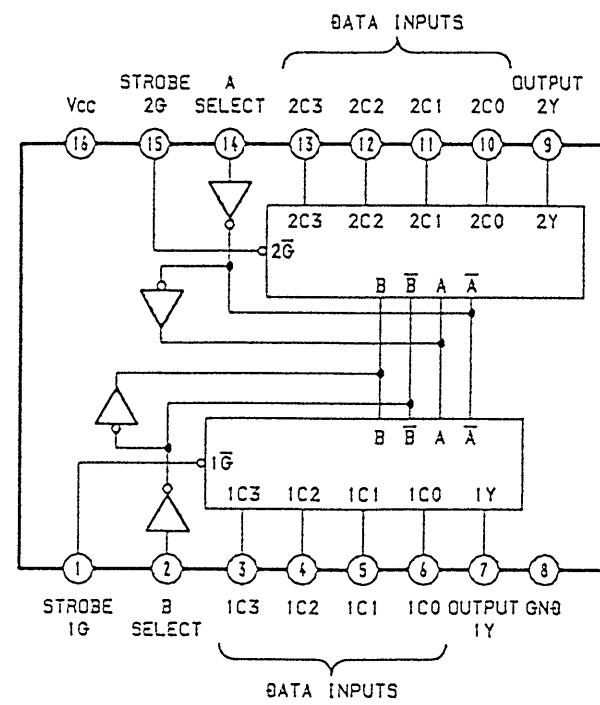 DATA INPUTS
STROBE A OUTPUT
Vcc 2G SELECT 2C3 2C2 2C1 2C0 2Y
16 15 14 13 12 11 10 9
2C3 2C2 2C1 2C0 2Y
2G̅
B B̅ A A̅
B B̅ A A̅
1G̅
1C3 1C2 1C1 1C0 1Y
1 2 3 4 5 6 7 8
STROBE B 1C3 1C2 1C1 1C0 OUTPUT GND
1G SELECT 1Y
DATA INPUTS